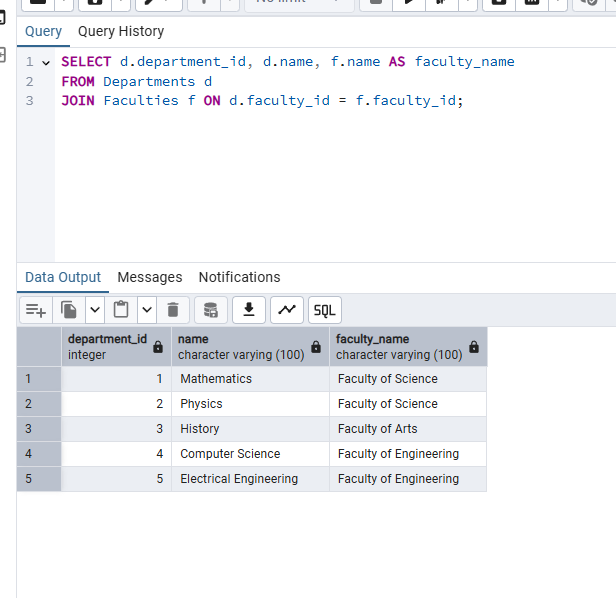 Query Query History
1 SELECT d.department_id, d.name, f.name AS faculty_name
2 FROM Departments d
3 JOIN Faculties f ON d.faculty_id = f.faculty_id;
Data Output Messages Notifications
SQL
department_id name faculty_name
integer character varying (100) character varying (100)
1 1 Mathematics Faculty of Science
2 2 Physics Faculty of Science
3 3 History Faculty of Arts
4 4 Computer Science Faculty of Engineering
5 5 Electrical Engineering Faculty of Engineering